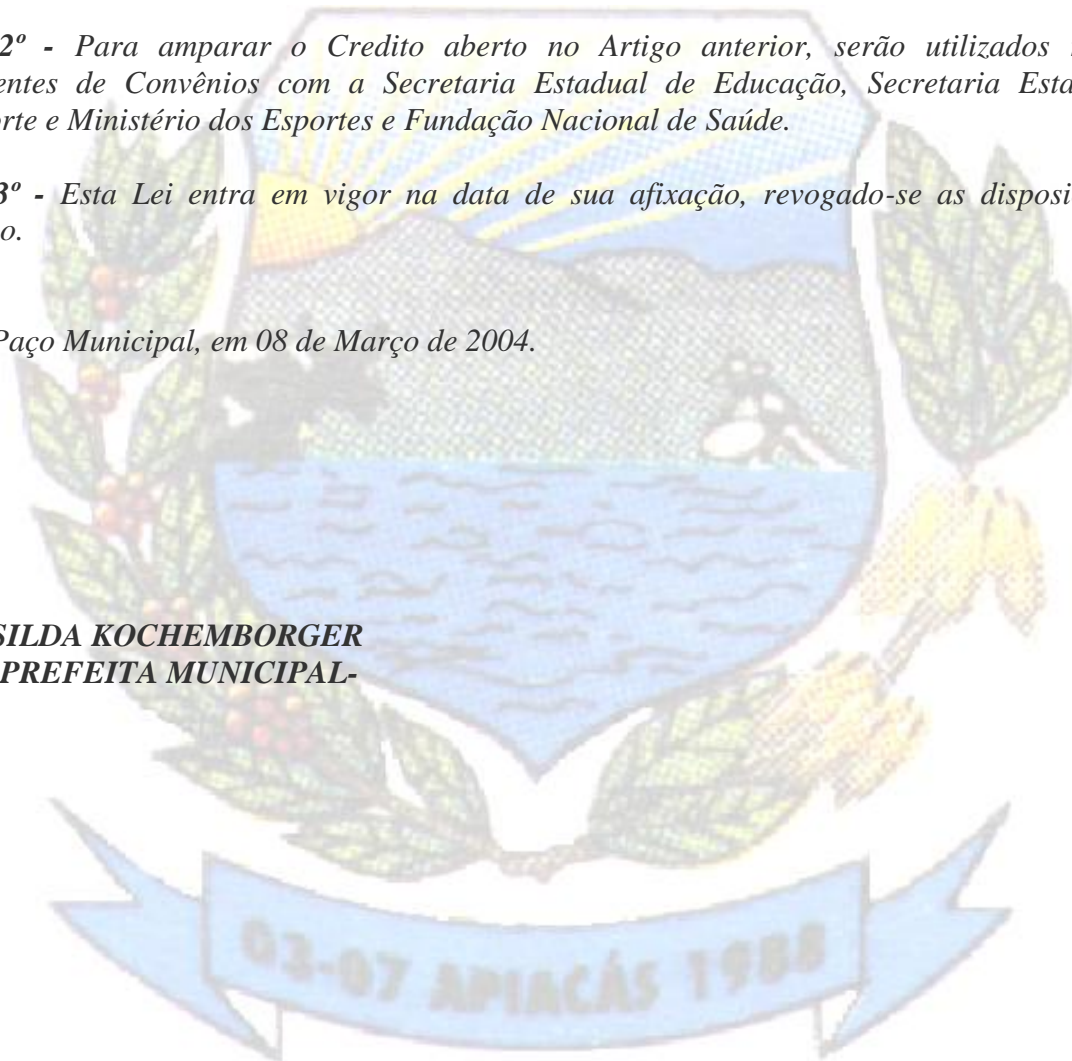 2º - Para amparar o Credito aberto no Artigo anterior, serão utilizados
entes de Convênios com a Secretaria Estadual de Educação, Secretaria Esta
rte e Ministério dos Esportes e Fundação Nacional de Saúde.
3º - Esta Lei entra em vigor na data de sua afixação, revogado-se as disposi
o.
Paço Municipal, em 08 de Março de 2004.
SILDA KOCHEMBORGER
PREFEITA MUNICIPAL-
03-07 APIACÁS 1988